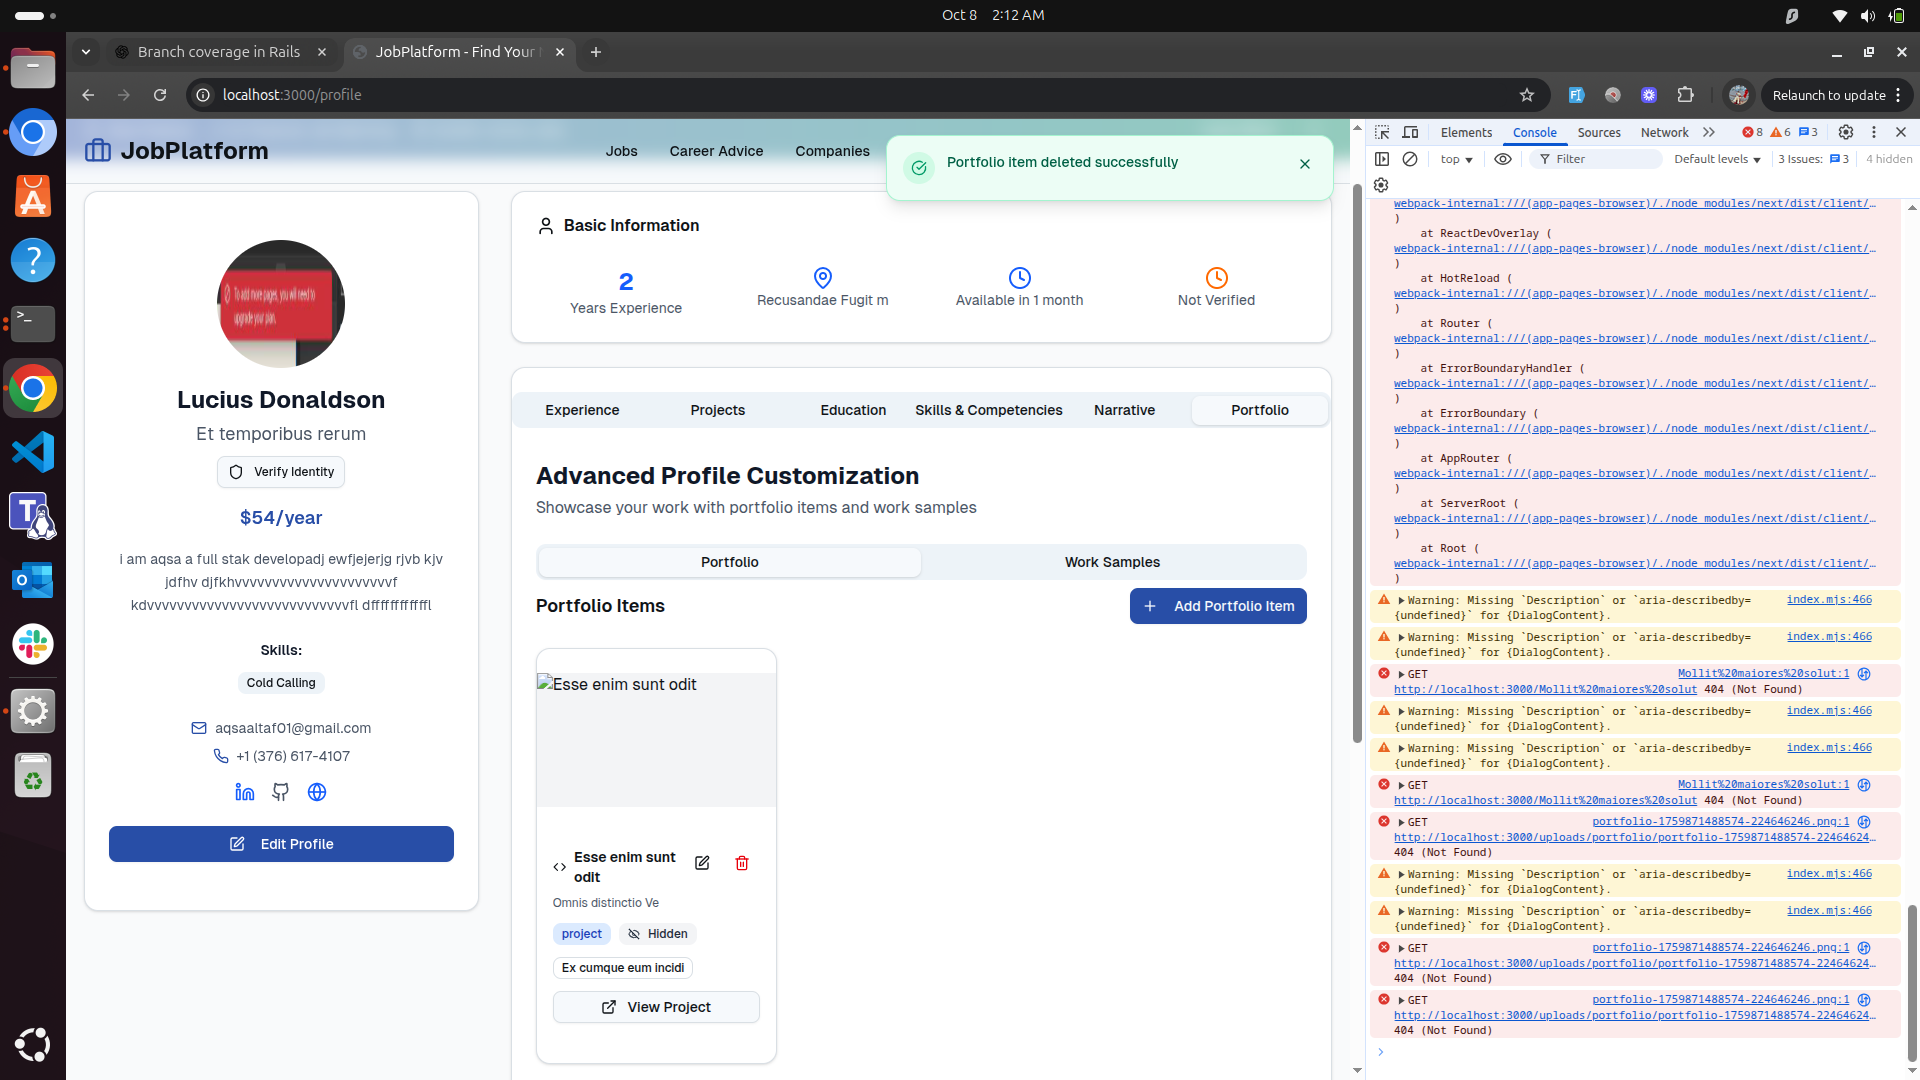 Oct 8 2:12 AM
Branch coverage in Rails
JobPlatform - Find Your
localhost:3000/profile
Relaunch to update
JobPlatform
Jobs
Career Advice
Companies
Portfolio item deleted successfully
To add more pages, you will need to
upgrade your plan.
Lucius Donaldson
Et temporibus rerum
Verify Identity
$54/year
i am aqsa a full stak developadj ewfjejerjg rjvb kjv
jdfhv djfkhvvvvvvvvvvvvvvvvvvvvvf
kdvvvvvvvvvvvvvvvvvvvvvvvvvvvfl dfffffffffffl
Skills:
Cold Calling
aqsaaltaf01@gmail.com
+1 (376) 617-4107
Edit Profile
Basic Information
2
Years Experience
Recusandae Fugit m
Available in 1 month
Not Verified
Experience
Projects
Education
Skills & Competencies
Narrative
Portfolio
Advanced Profile Customization
Showcase your work with portfolio items and work samples
Portfolio
Work Samples
Portfolio Items
Add Portfolio Item
Esse enim sunt odit
Esse enim sunt
odit
Omnis distinctio Ve
project
Hidden
Ex cumque eum incidi
View Project
Elements
Console
Sources
Network
8
6
3
top
Filter
Default levels
3 Issues: 3
4 hidden
webpack-internal:///(app-pages-browser)/./node_modules/next/dist/client/…
)
at ReactDevOverlay (
webpack-internal:///(app-pages-browser)/./node_modules/next/dist/client/…
)
at HotReload (
webpack-internal:///(app-pages-browser)/./node_modules/next/dist/client/…
)
at Router (
webpack-internal:///(app-pages-browser)/./node_modules/next/dist/client/…
)
at ErrorBoundaryHandler (
webpack-internal:///(app-pages-browser)/./node_modules/next/dist/client/…
)
at ErrorBoundary (
webpack-internal:///(app-pages-browser)/./node_modules/next/dist/client/…
)
at AppRouter (
webpack-internal:///(app-pages-browser)/./node_modules/next/dist/client/…
)
at ServerRoot (
webpack-internal:///(app-pages-browser)/./node_modules/next/dist/client/…
)
at Root (
webpack-internal:///(app-pages-browser)/./node_modules/next/dist/client/…
)
Warning: Missing `Description` or `aria-describedby= index.mjs:466
{undefined}` for {DialogContent}.
Warning: Missing `Description` or `aria-describedby= index.mjs:466
{undefined}` for {DialogContent}.
GET Mollit%20maiores%20solut:1
http://localhost:3000/Mollit%20maiores%20solut 404 (Not Found)
Warning: Missing `Description` or `aria-describedby= index.mjs:466
{undefined}` for {DialogContent}.
Warning: Missing `Description` or `aria-describedby= index.mjs:466
{undefined}` for {DialogContent}.
GET Mollit%20maiores%20solut:1
http://localhost:3000/Mollit%20maiores%20solut 404 (Not Found)
GET portfolio-1759871488574-224646246.png:1
http://localhost:3000/uploads/portfolio/portfolio-1759871488574-22464624…
404 (Not Found)
Warning: Missing `Description` or `aria-describedby= index.mjs:466
{undefined}` for {DialogContent}.
Warning: Missing `Description` or `aria-describedby= index.mjs:466
{undefined}` for {DialogContent}.
GET portfolio-1759871488574-224646246.png:1
http://localhost:3000/uploads/portfolio/portfolio-1759871488574-22464624…
404 (Not Found)
GET portfolio-1759871488574-224646246.png:1
http://localhost:3000/uploads/portfolio/portfolio-1759871488574-22464624…
404 (Not Found)